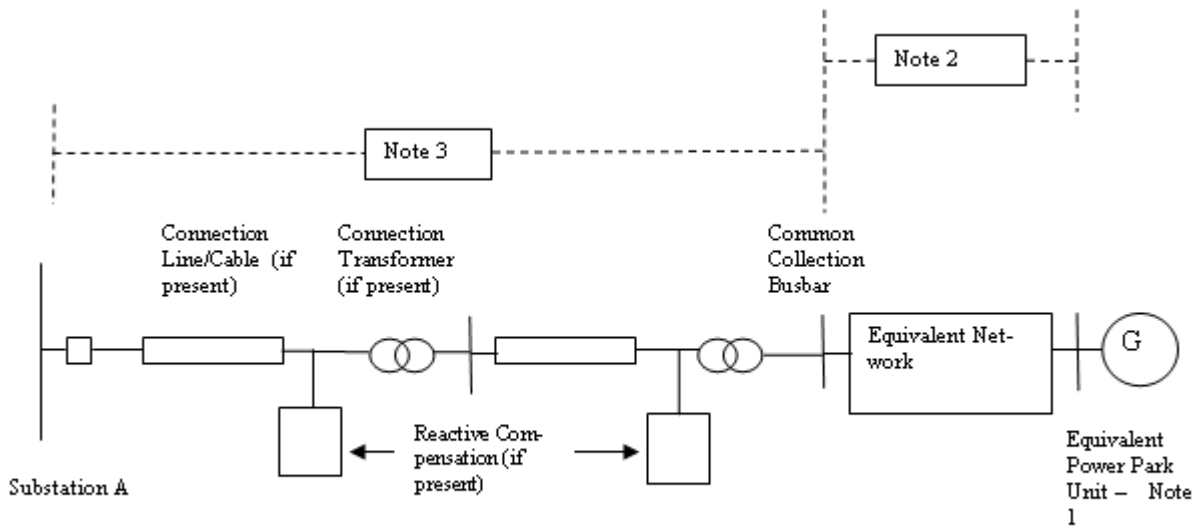 Note 2
Note 3
Connection
Line/Cable (if
present)
Connection
Transformer
(if present)
Common
Collection
Busbar
Equivalent Net-
work
G
Reactive Com-
pensation (if
present)
Substation A
Equivalent
Power Park
Unit – Note
1